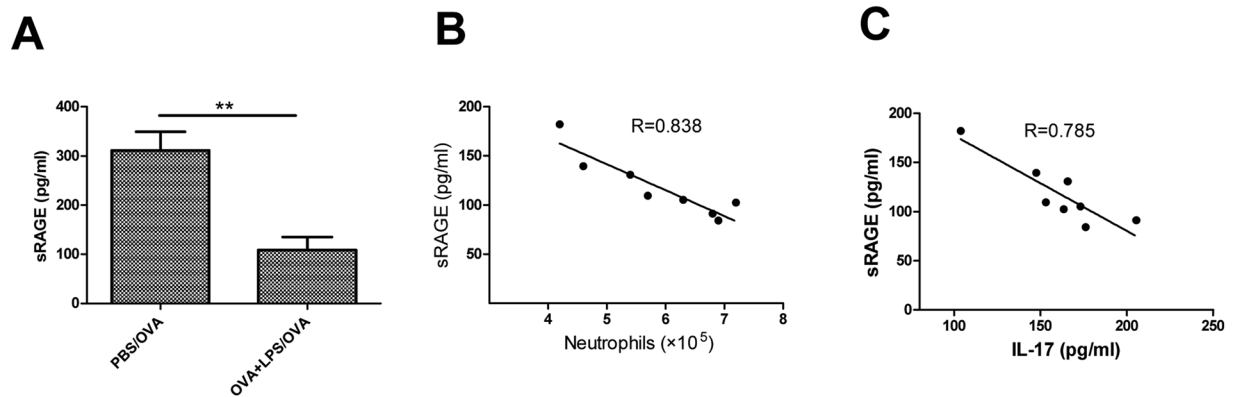 A
B
C
sRAGE (pg/ml)
400
300
200
100
0
**
PBS/OVA
OVA+LPS/OVA
sRAGE (pg/ml)
200
150
100
50
R=0.838
4 5 6 7 8
Neutrophils (×10⁵)
sRAGE (pg/ml)
200
150
100
50
0
R=0.785
100 150 200 250
IL-17 (pg/ml)